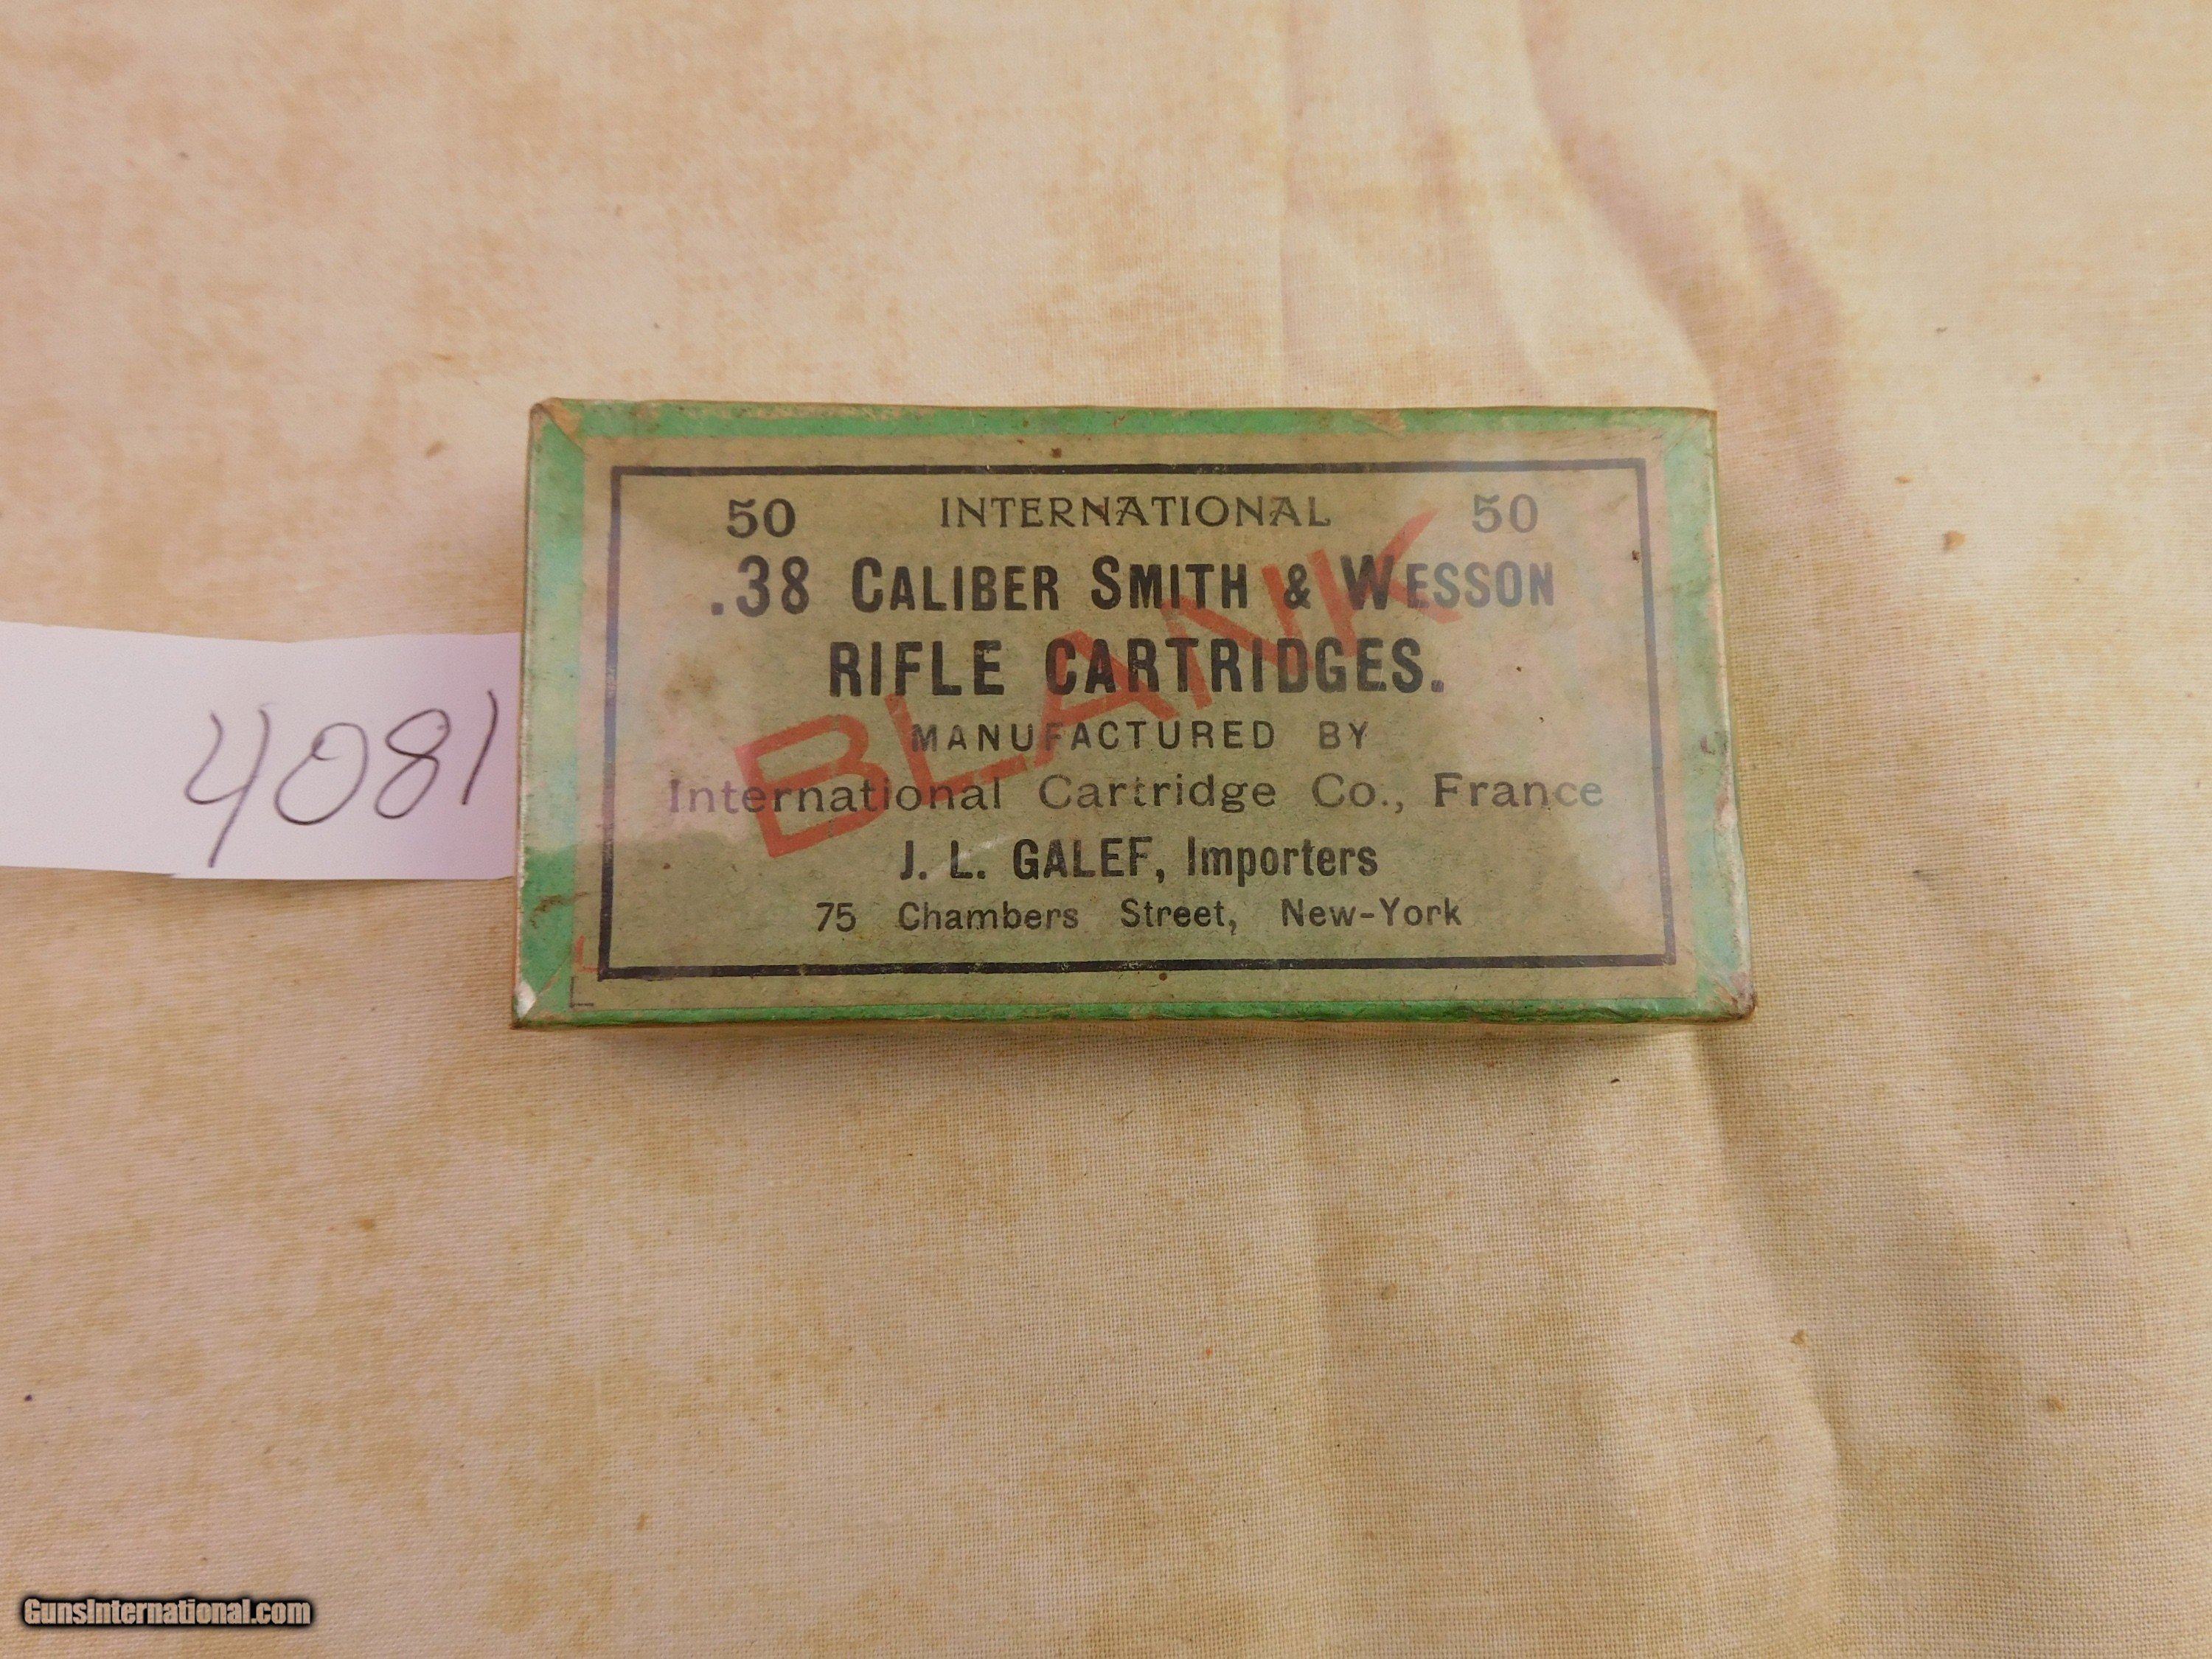 50 INTERNATIONAL 50
.38 CALIBER SMITH & WESSON
RIFLE CARTRIDGES.
BLANK
MANUFACTURED BY
International Cartridge Co., France
J. L. GALEF, Importers
75 Chambers Street, New-York
4081
GunsInternational.com